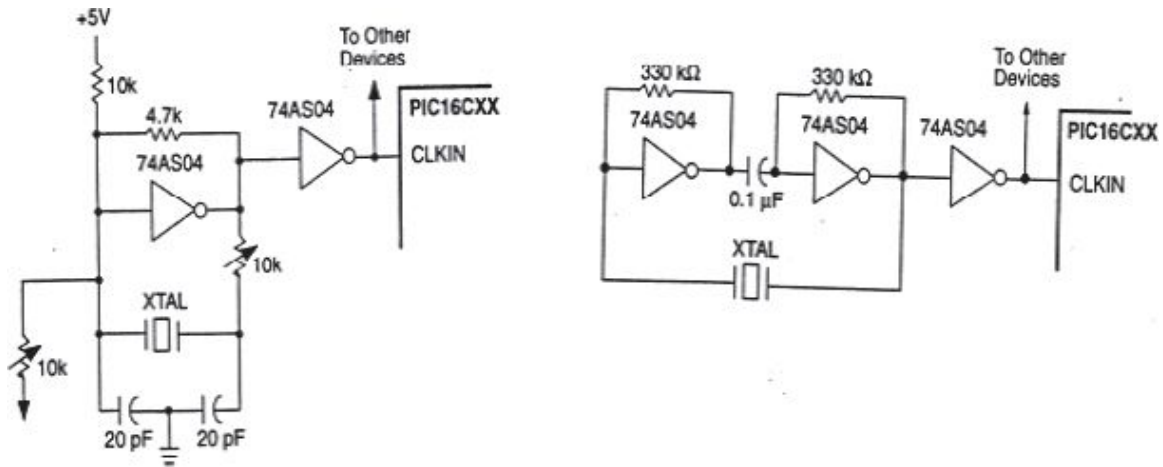 +5V
10k
4.7k
74AS04
74AS04
To Other
Devices
PIC16CXX
CLKIN
10k
XTAL
10k
20 pF
20 pF
330 kΩ
330 kΩ
74AS04
74AS04
74AS04
0.1 µF
To Other
Devices
PIC16CXX
CLKIN
XTAL